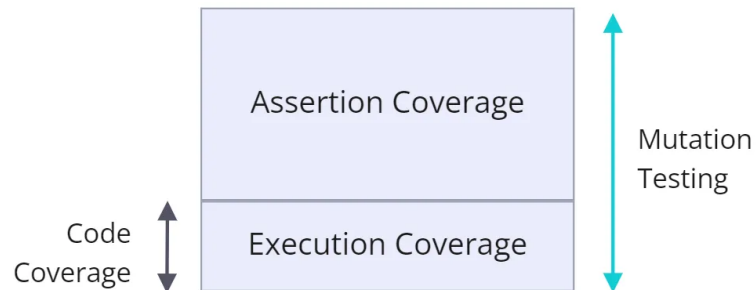 Assertion Coverage
Mutation
Testing
Code
Coverage
Execution Coverage